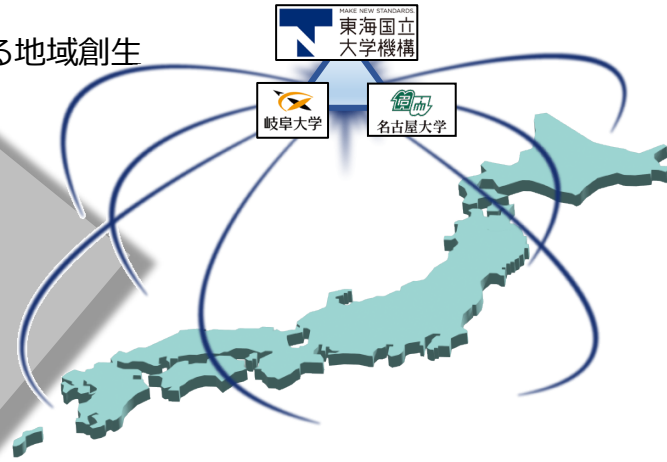 る地域創生
MAKE NEW STANDARDS.
東海国立
大学機構
岐阜大学
名古屋大学